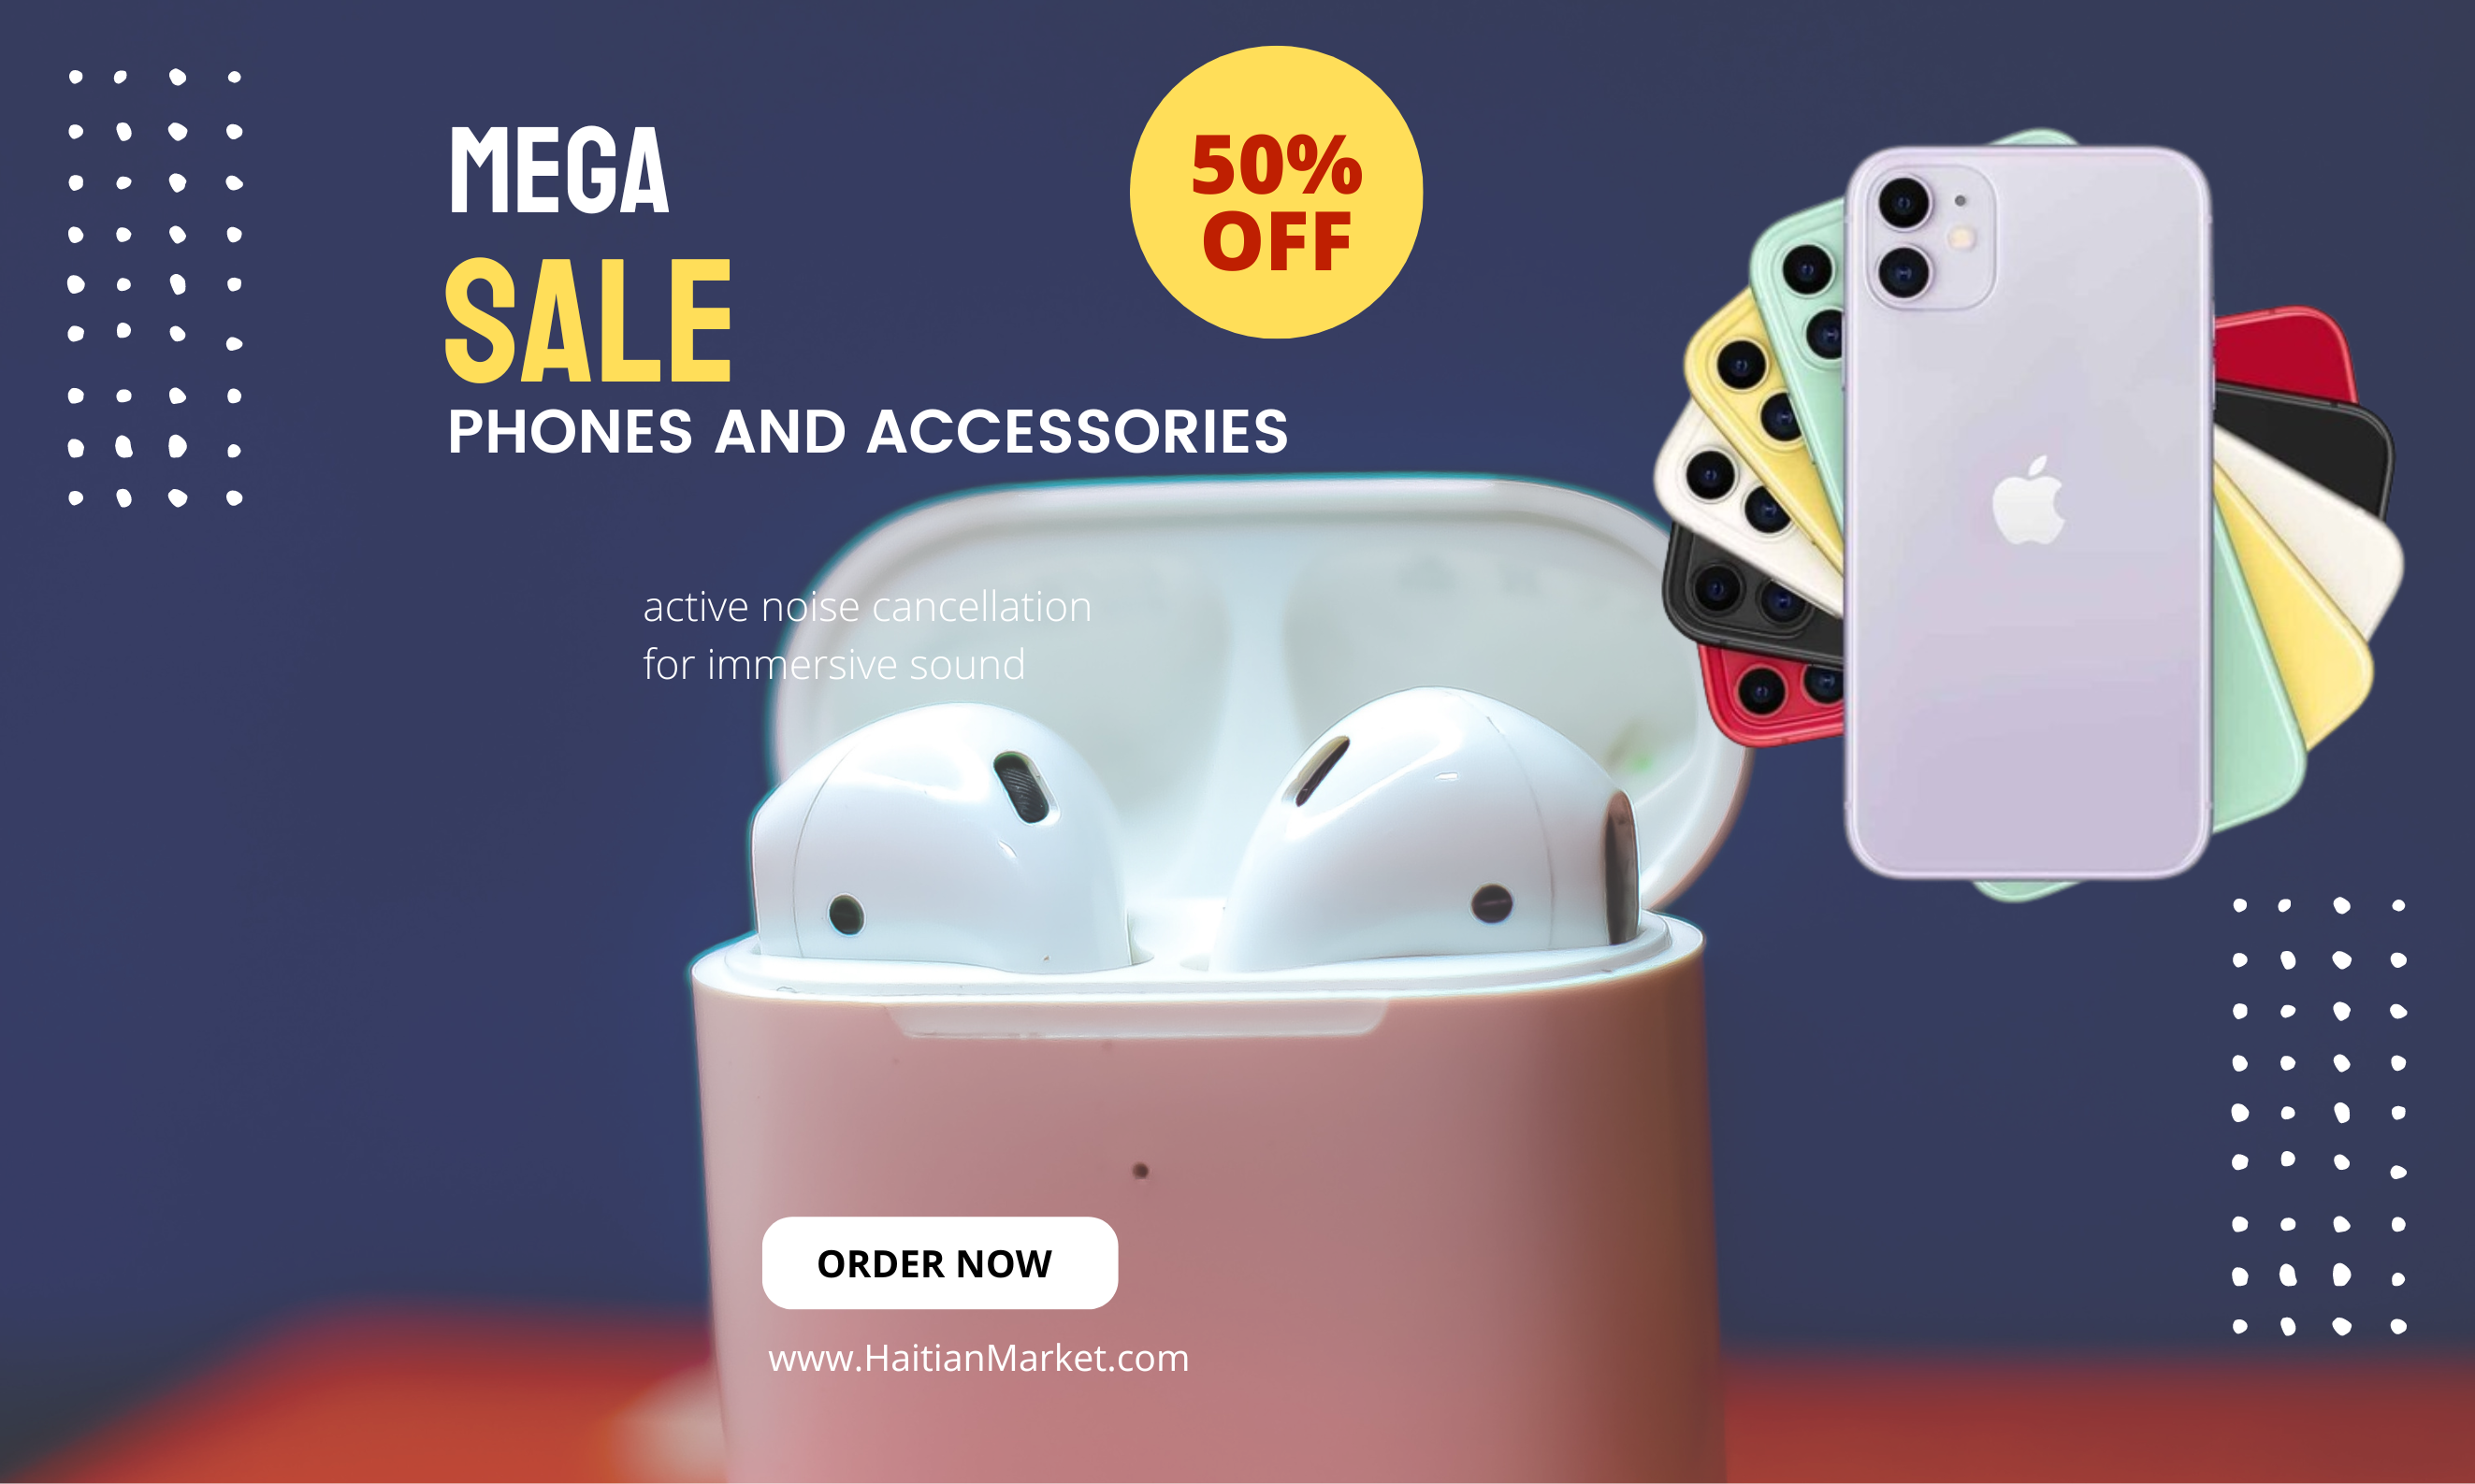 MEGA
SALE
PHONES AND ACCESSORIES
50%
OFF
active noise cancellation
for immersive sound
ORDER NOW
www.HaitianMarket.com